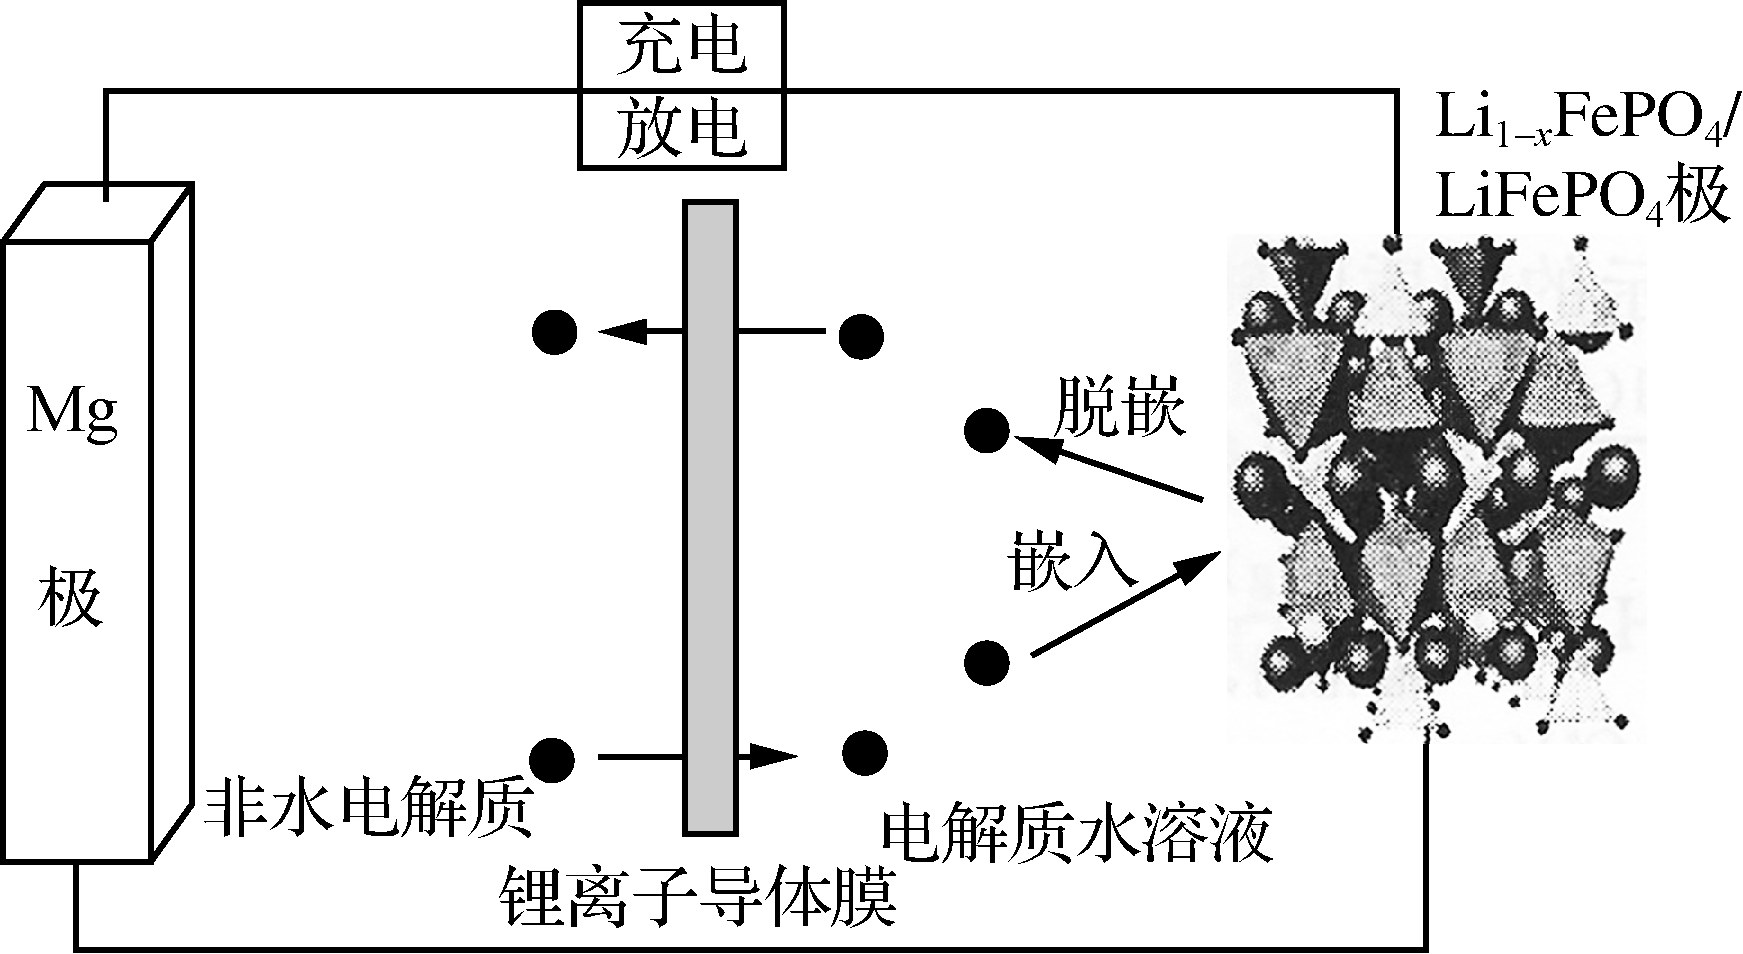 充电
放电
Li₁₋ₓFePO₄/
LiFePO₄极
Mg
极
脱嵌
嵌入
非水电解质
电解质水溶液
锂离子导体膜